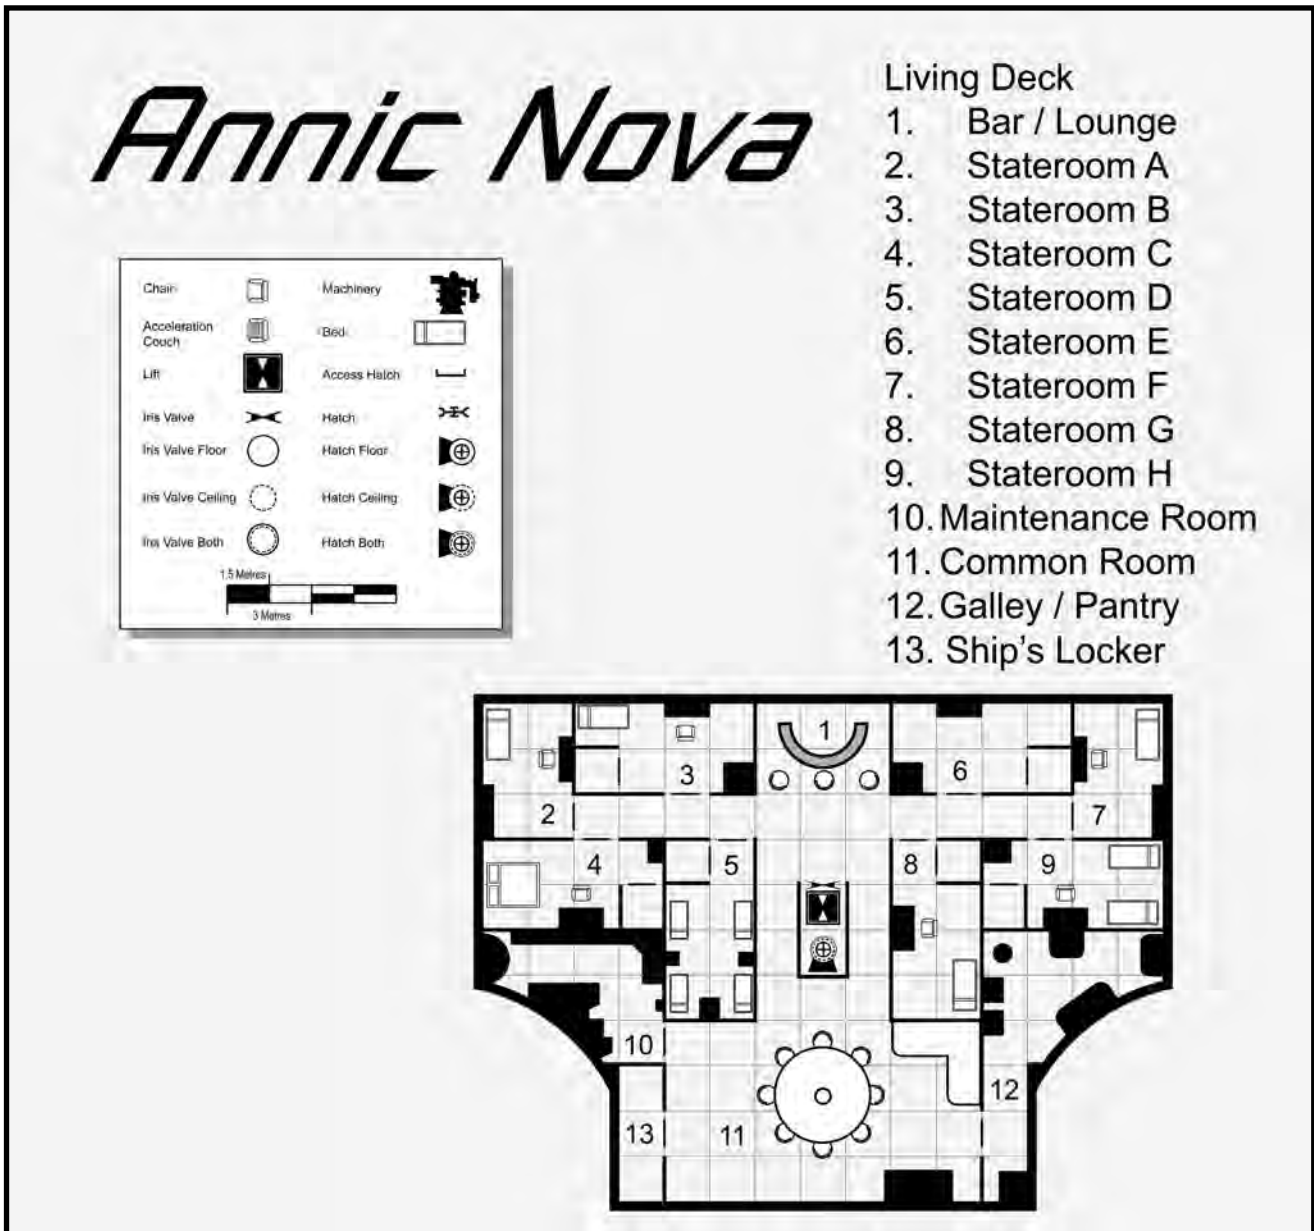 Annic Nova
Living Deck
1. Bar / Lounge
2. Stateroom A
3. Stateroom B
4. Stateroom C
5. Stateroom D
6. Stateroom E
7. Stateroom F
8. Stateroom G
9. Stateroom H
10. Maintenance Room
11. Common Room
12. Galley / Pantry
13. Ship's Locker
Chair
Machinery
Acceleration
Couch
Bed
Lift
Access Hatch
Iris Valve
Hatch
Iris Valve Floor
Hatch Floor
Iris Valve Ceiling
Hatch Ceiling
Iris Valve Both
Hatch Both
1.5 Metres
3 Metres
1
3
6
2
7
4
5
8
9
10
12
13
11